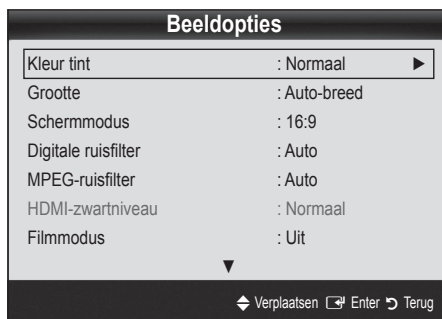 Beeldopties
Kleur tint : Normaal ►
Grootte : Auto-breed
Schermmodus : 16:9
Digitale ruisfilter : Auto
MPEG-ruisfilter : Auto
HDMI-zwartniveau : Normaal
Filmmodus : Uit
▼
Verplaatsen Enter Terug